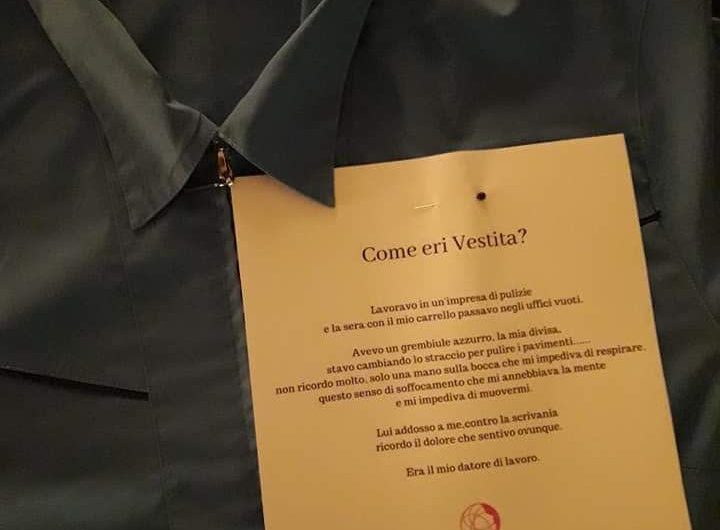 Come eri Vestita?
Lavoravo in un'impresa di pulizie
e la sera con il mio carrello passavo negli uffici vuoti.
Avevo un grembiule azzurro, la mia divisa,
stavo cambiando lo straccio per pulire i pavimenti......
non ricordo molto, solo una mano sulla bocca che mi impediva di respirare,
questo senso di soffocamento che mi annebbiava la mente
e mi impediva di muovermi.
Lui addosso a me,contro la scrivania
ricordo il dolore che sentivo ovunque.
Era il mio datore di lavoro.